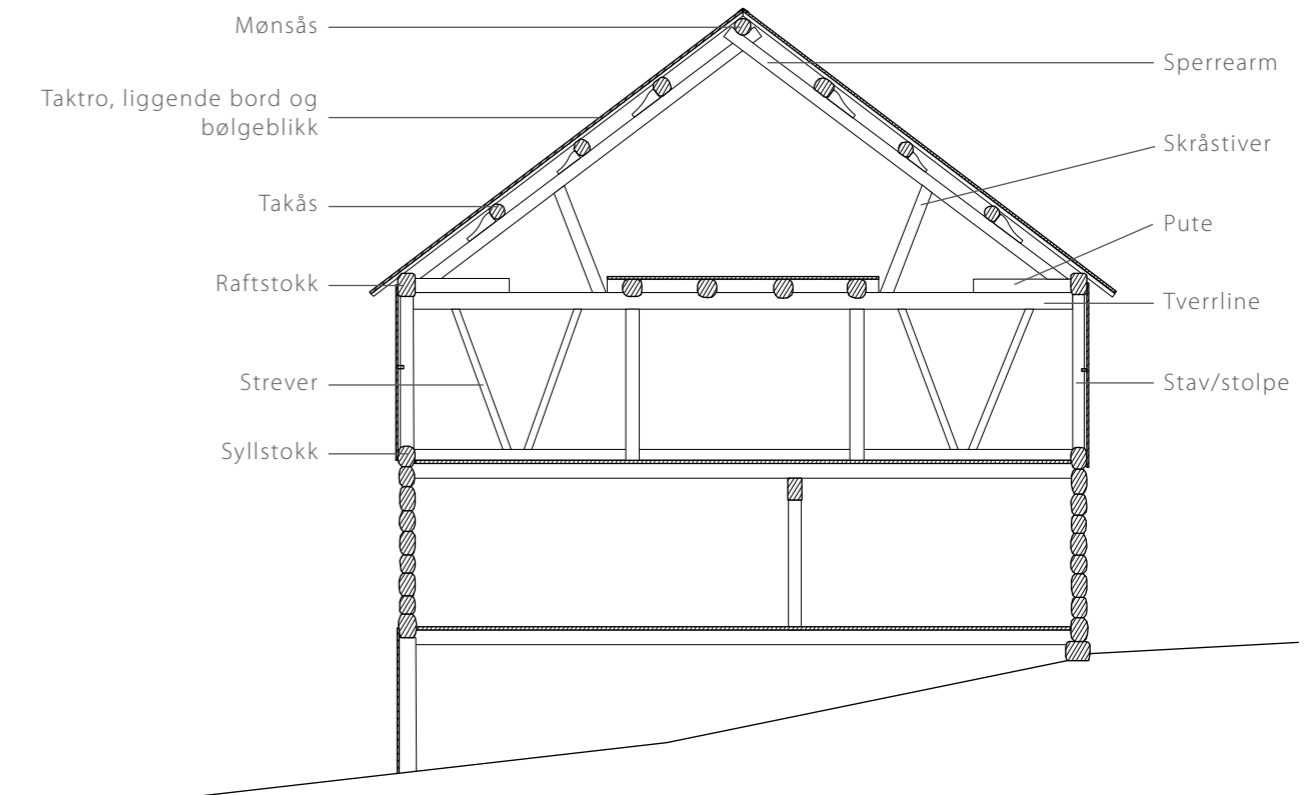 Mønsås
Taktro, liggende bord og
bølgeblikk
Takås
Raftstokk
Strever
Syllstokk
Sperrearm
Skråstiver
Pute
Tverrline
Stav/stolpe